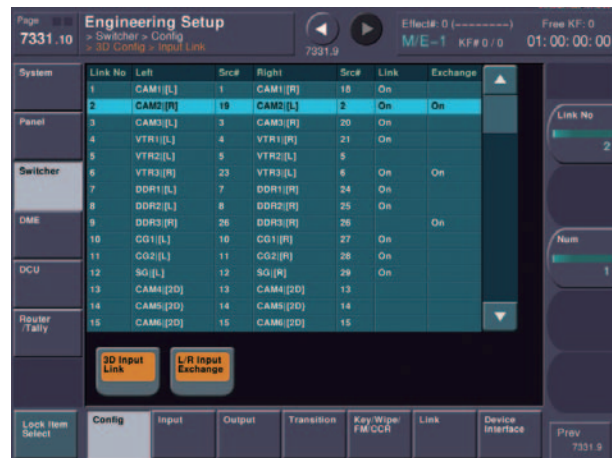 Page
7331.10
Engineering Setup
> Switcher > Config
> 3D Config > Input Link
7331.9
Effect#: 0 (--------)
M/E-1 KF# 0 / 0
Free KF: 0
01: 00: 00: 00
System
Panel
Switcher
DME
DCU
Router
/Tally
Link No Left Src# Right Src# Link Exchange
1 CAM1|[L] 1 CAM1|[R] 18 On
2 CAM2|[R] 19 CAM2|[L] 2 On On
3 CAM3|[L] 3 CAM3|[R] 20 On
4 VTR1|[L] 4 VTR1|[R] 21 On
5 VTR2|[L] 5 VTR2|[L] 5
6 VTR3|[R] 23 VTR3|[L] 6 On On
7 DDR1|[L] 7 DDR1|[R] 24 On
8 DDR2|[L] 8 DDR2|[R] 25 On
9 DDR3|[R] 26 DDR3|[R] 26 On
10 CG1|[L] 10 CG1|[R] 27 On
11 CG2|[L] 11 CG2|[R] 28 On
12 SG|[L] 12 SG|[R] 29 On
13 CAM4|[2D] 13 CAM4|[2D] 13
14 CAM5|[2D] 14 CAM5|[2D] 14
15 CAM6|[2D] 15 CAM6|[2D] 15
Link No
2
Num
1
3D Input
Link
L/R Input
Exchange
Lock Item
Select
Config
Input
Output
Transition
Key/Wipe/
FM/CCR
Link
Device
Interface
Prev
7331.9